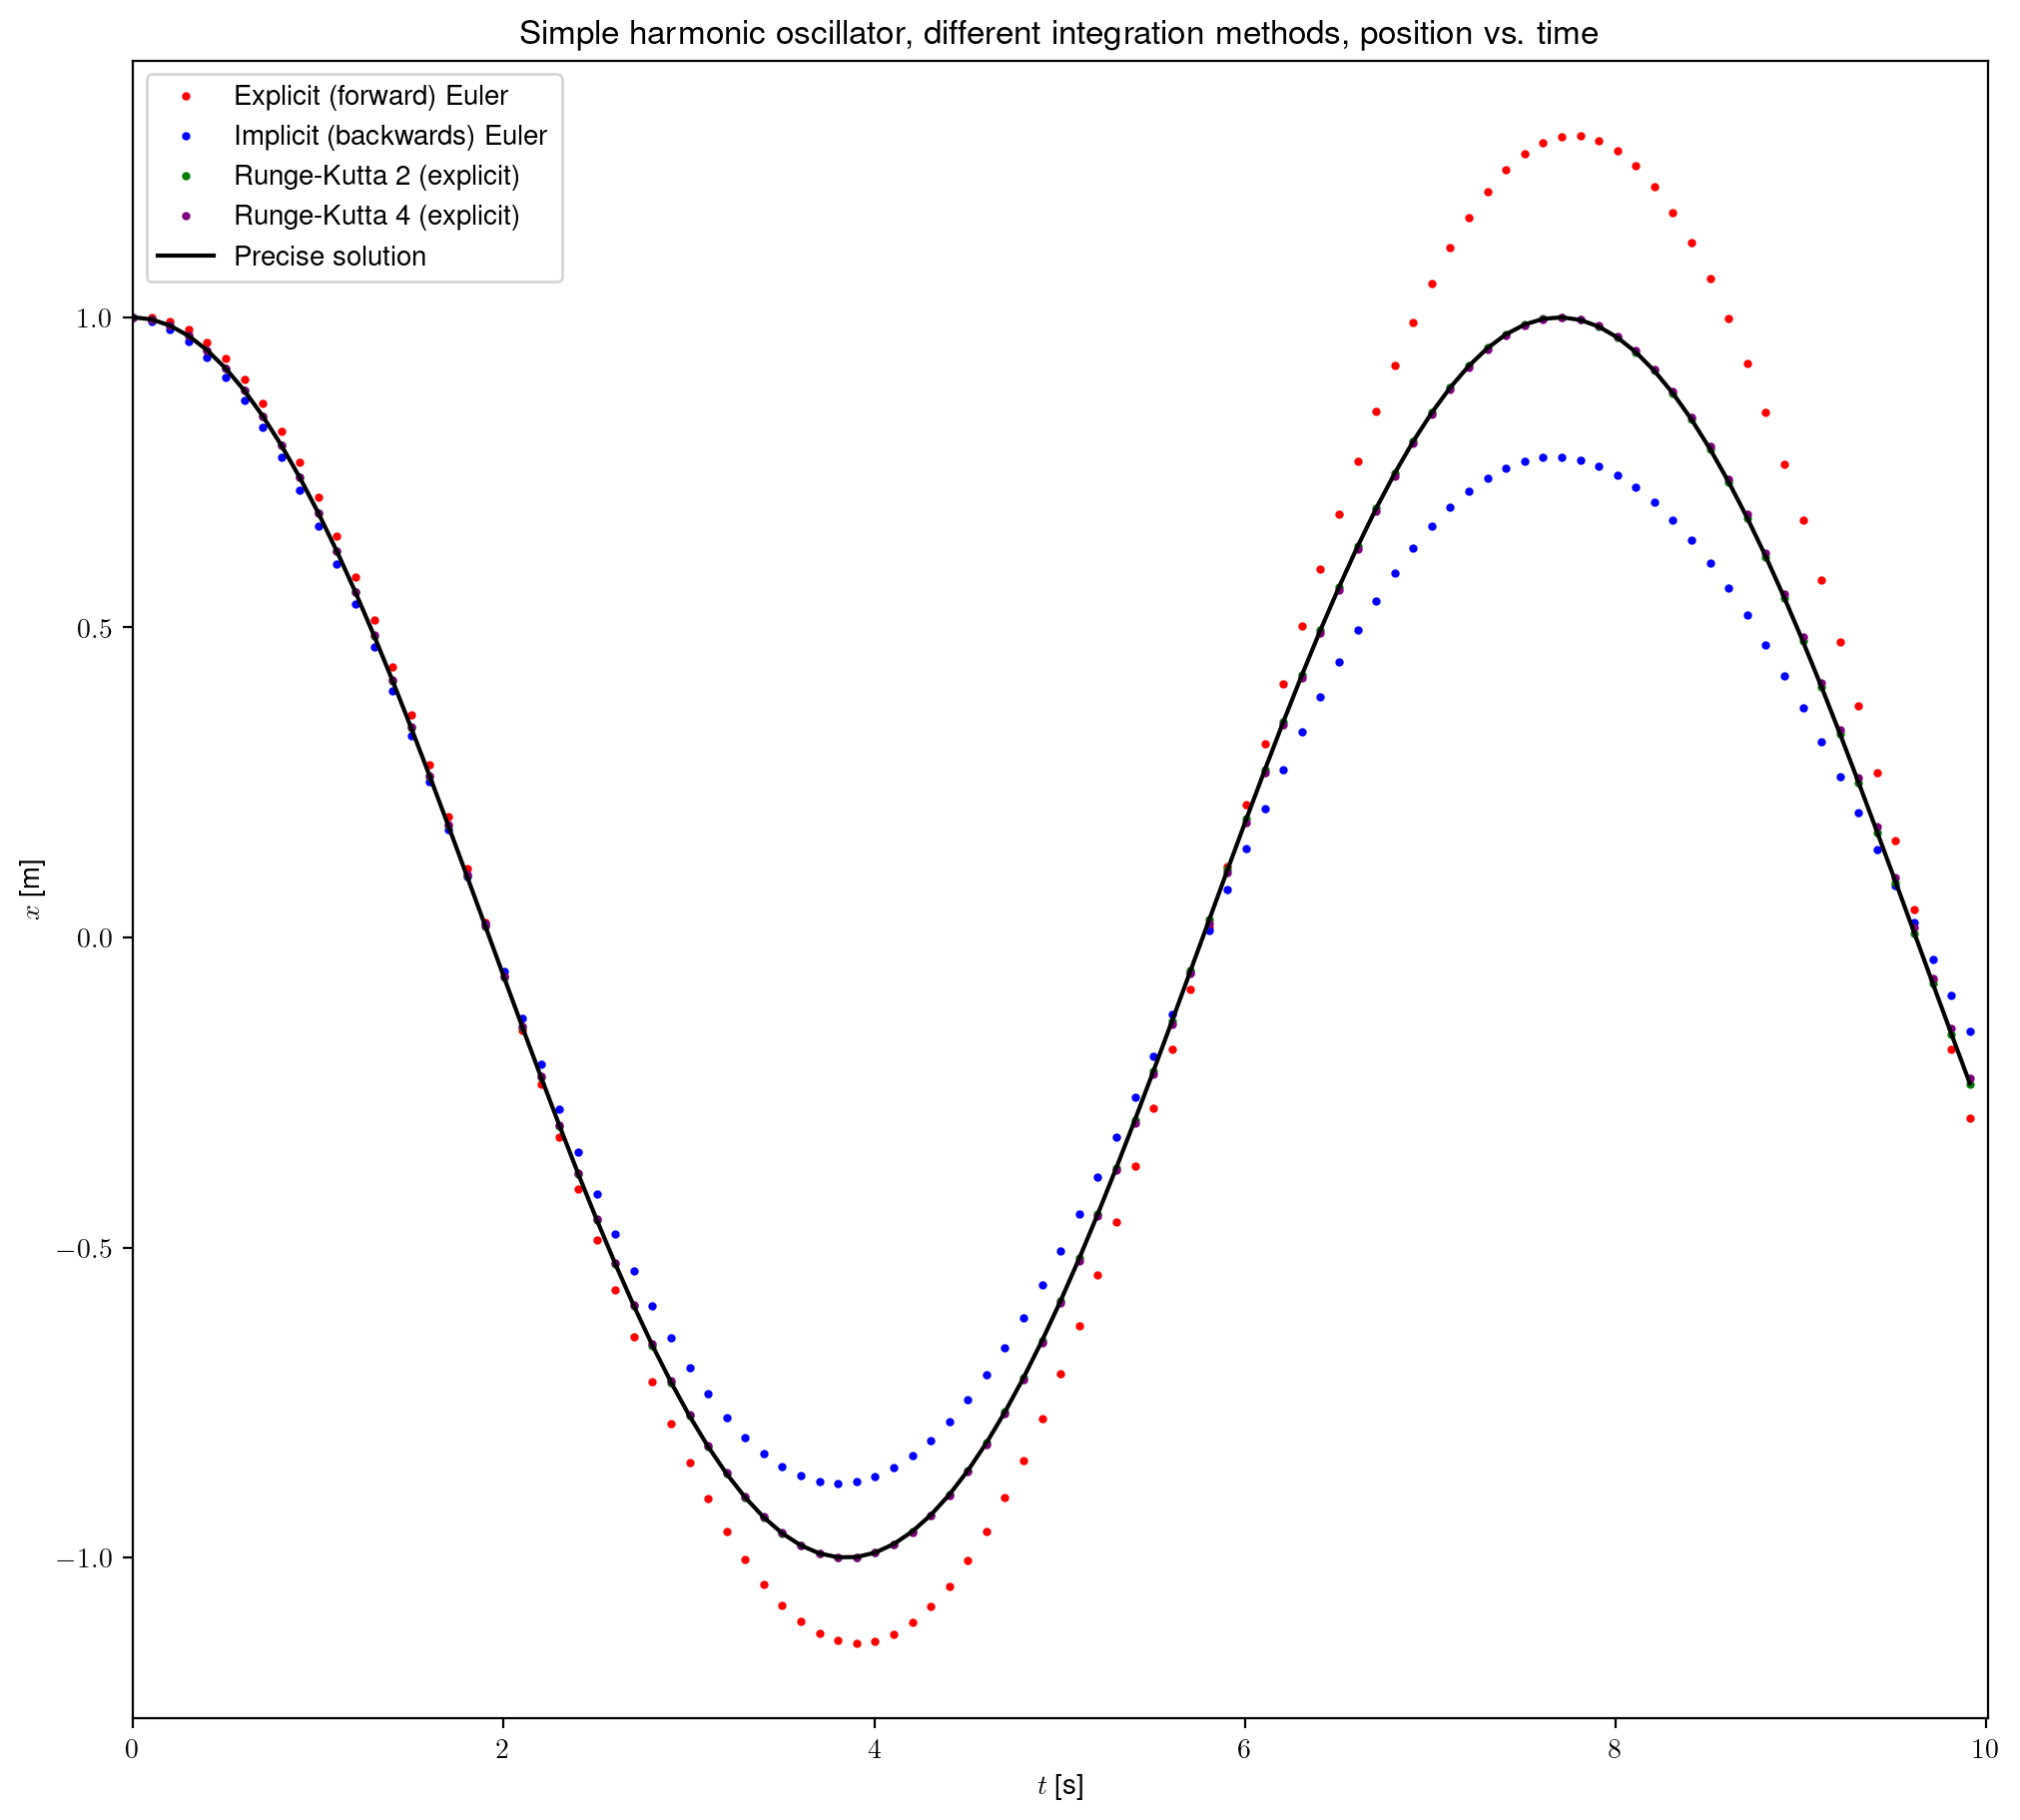 Simple harmonic oscillator, different integration methods, position vs. time
Explicit (forward) Euler
Implicit (backwards) Euler
Runge-Kutta 2 (explicit)
Runge-Kutta 4 (explicit)
Precise solution
1.0
0.5
0.0
−0.5
−1.0
x [m]
0 2 4 6 8 10
t [s]